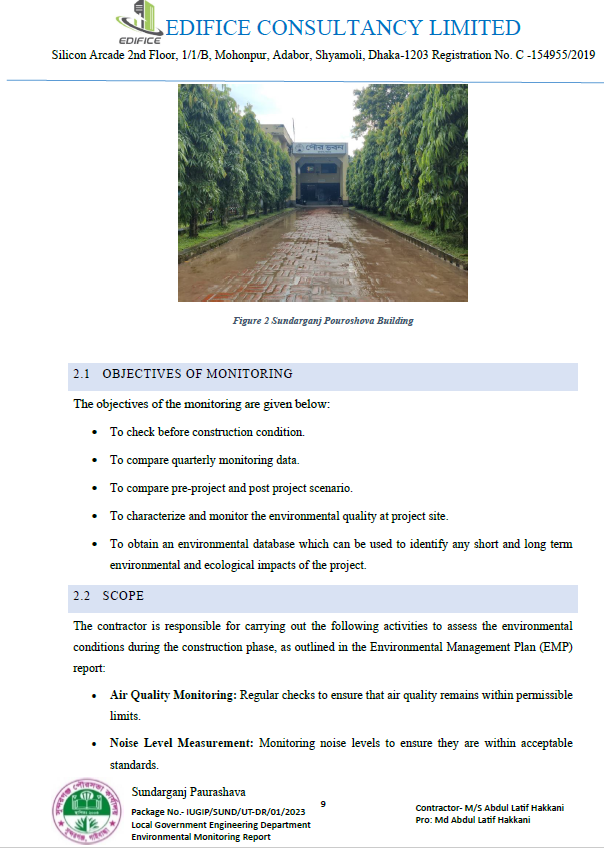 EDIFICE
EDIFICE CONSULTANCY LIMITED
Silicon Arcade 2nd Floor, 1/1/B, Mohonpur, Adabor, Shyamoli, Dhaka-1203 Registration No. C -154955/2019
পৌর ভবন
Figure 2 Sundarganj Pouroshova Building
2.1 OBJECTIVES OF MONITORING
The objectives of the monitoring are given below:
• To check before construction condition.
• To compare quarterly monitoring data.
• To compare pre-project and post project scenario.
• To characterize and monitor the environmental quality at project site.
• To obtain an environmental database which can be used to identify any short and long term
environmental and ecological impacts of the project.
2.2 SCOPE
The contractor is responsible for carrying out the following activities to assess the environmental
conditions during the construction phase, as outlined in the Environmental Management Plan (EMP)
report:
• Air Quality Monitoring: Regular checks to ensure that air quality remains within permissible
limits.
• Noise Level Measurement: Monitoring noise levels to ensure they are within acceptable
standards.
সুন্দরগঞ্জ পৌরসভা কার্যালয়
সুন্দরগঞ্জ, গাইবান্ধা
Sundarganj Paurashava
Package No.- IUGIP/SUND/UT-DR/01/2023
Local Government Engineering Department
Environmental Monitoring Report
9
Contractor- M/S Abdul Latif Hakkani
Pro: Md Abdul Latif Hakkani